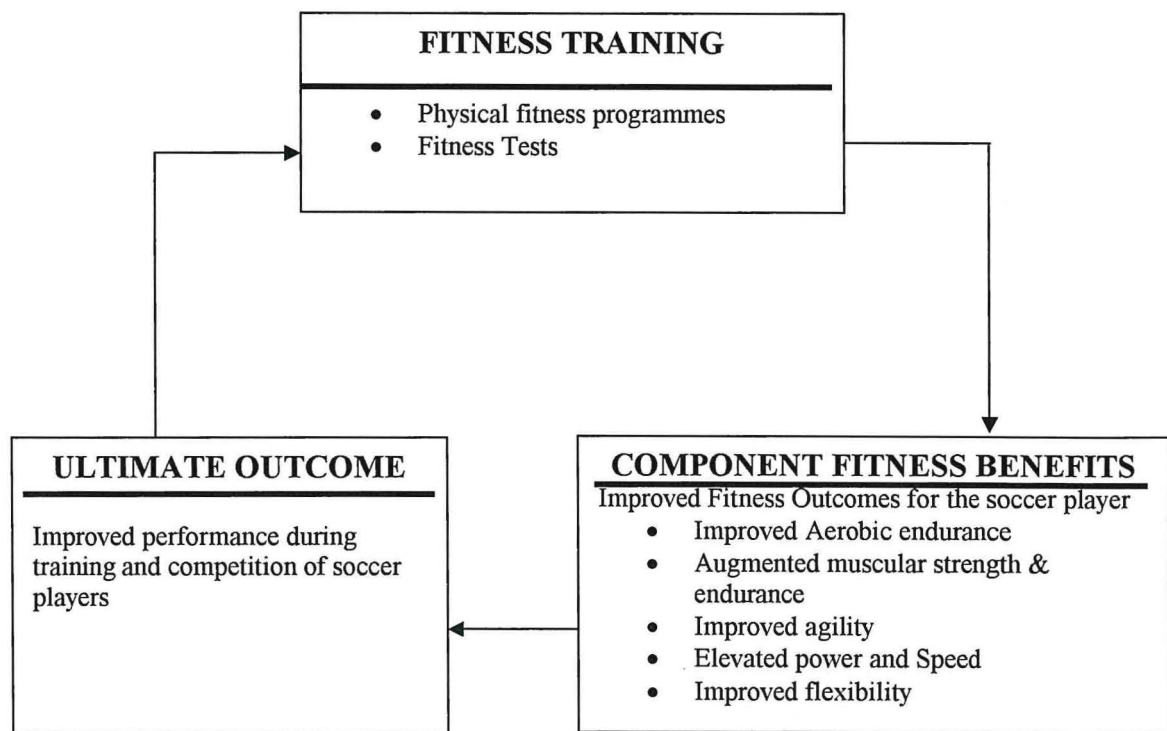 FITNESS TRAINING
• Physical fitness programmes
• Fitness Tests
ULTIMATE OUTCOME
Improved performance during
training and competition of soccer
players
COMPONENT FITNESS BENEFITS
Improved Fitness Outcomes for the soccer player
• Improved Aerobic endurance
• Augmented muscular strength &
endurance
• Improved agility
• Elevated power and Speed
• Improved flexibility